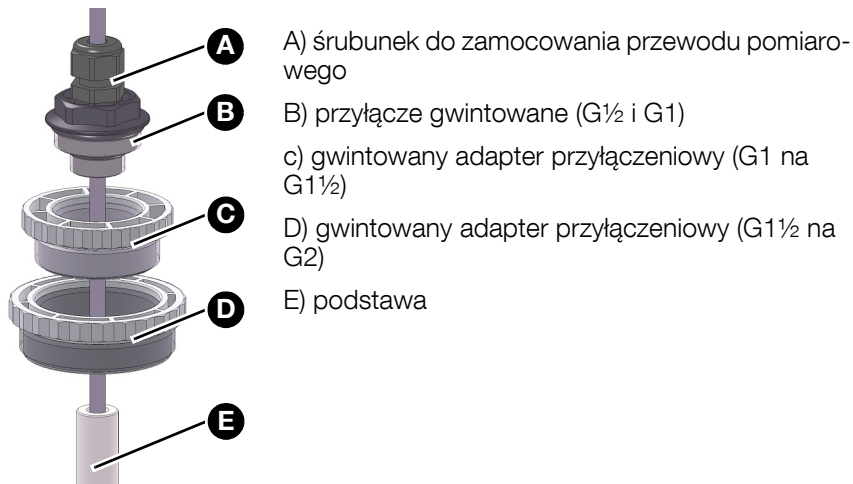 A
B
C
D
E
A) śrubunek do zamocowania przewodu pomiaro-
wego
B) przyłącze gwintowane (G½ i G1)
c) gwintowany adapter przyłączeniowy (G1 na
G1½)
D) gwintowany adapter przyłączeniowy (G1½ na
G2)
E) podstawa